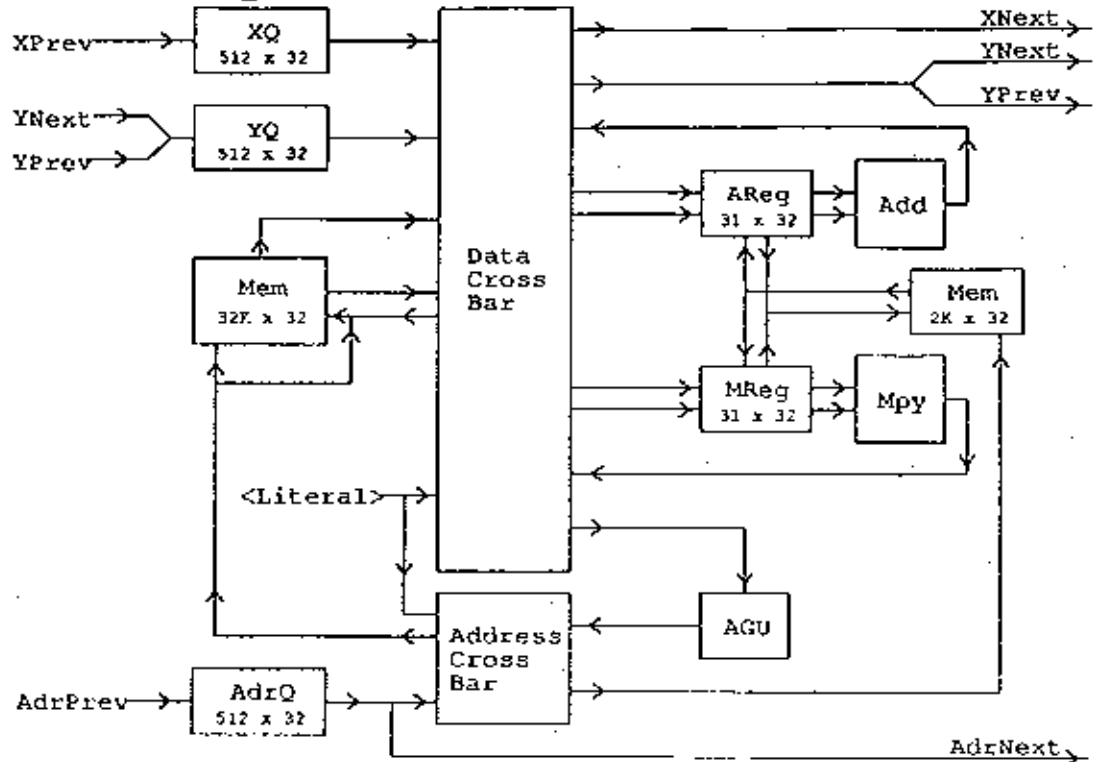 XPrev
XQ
512 x 32
XNext
YNext
YPrev
YNext
YPrev
YQ
512 x 32
AReg
31 x 32
Add
Mem
32K x 32
Data
Cross
Bar
Mem
2K x 32
MReg
31 x 32
Mpy
<Literal>
AGU
Address
Cross
Bar
AdrPrev
AdrQ
512 x 32
AdrNext